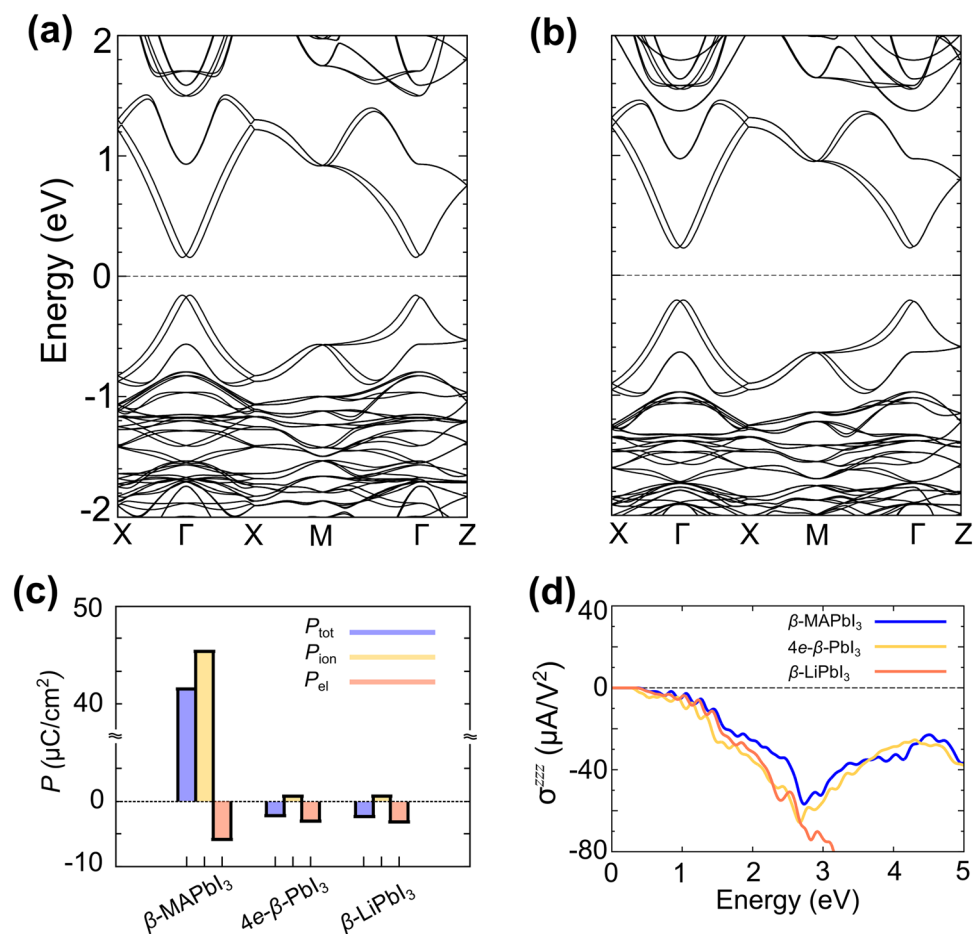 (a)
(b)
Energy (eV)
2
1
0
-1
-2
X Γ X M Γ Z
X Γ X M Γ Z
(c)
P (μC/cm²)
50
40
0
-10
P_tot
P_ion
P_el
β-MAPbI₃
4e-β-PbI₃
β-LiPbI₃
(d)
σᶻᶻᶻ (μA/V²)
40
0
-40
-80
β-MAPbI₃
4e-β-PbI₃
β-LiPbI₃
0 1 2 3 4 5
Energy (eV)